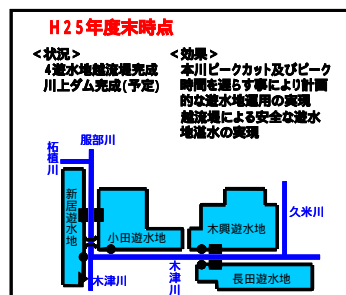 H25年度末時点
<状況>
4遊水地越流堤完成
川上ダム完成(予定)
<効果>
本川ピークカット及びピーク
時間を遅らす事により計画
的な遊水地運用の実現
越流堤による安全な遊水
地湛水の実現
服部川
柘植川
新居遊水地
小田遊水地
木興遊水地
久米川
木津川
木津川
長田遊水地